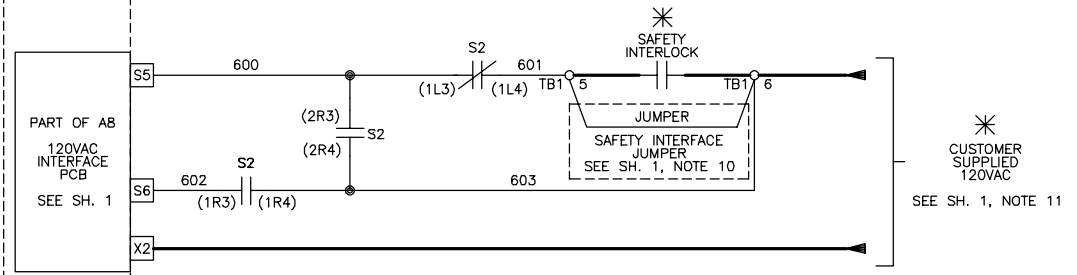 SAFETY
INTERLOCK
S2
S5
600
601
(1L3)
(1L4)
TB1
5
TB1
6
(2R3)
S2
(2R4)
JUMPER
SAFETY INTERFACE
JUMPER
SEE SH. 1, NOTE 10
PART OF A8
120VAC
INTERFACE
PCB
SEE SH. 1
S2
S6
602
(1R3)
(1R4)
603
X2
CUSTOMER
SUPPLIED
120VAC
SEE SH. 1, NOTE 11